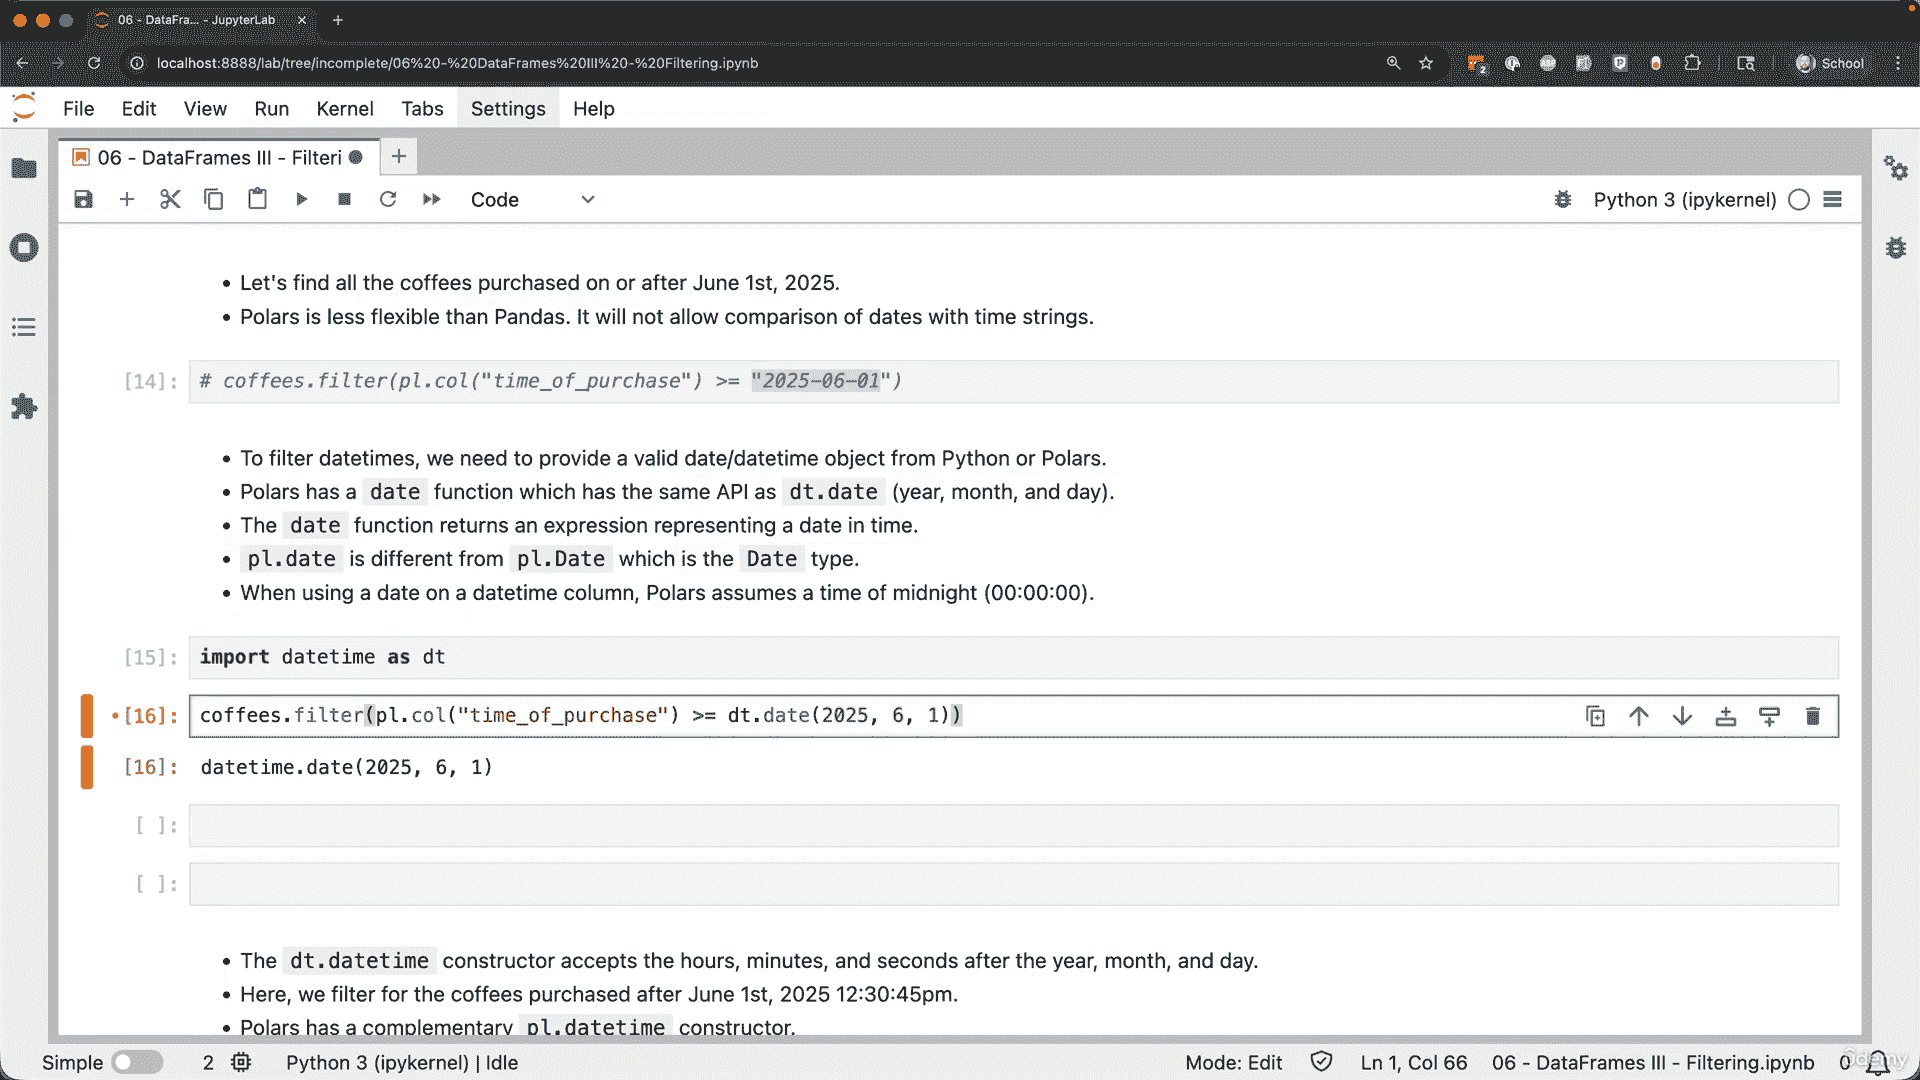 06 - DataFra... - JupyterLab
localhost:8888/lab/tree/incomplete/06%20-%20DataFrames%20III%20-%20Filtering.ipynb
2
School
File Edit View Run Kernel Tabs Settings Help
06 - DataFrames III - Filteri
Code
Python 3 (ipykernel)
• Let's find all the coffees purchased on or after June 1st, 2025.
• Polars is less flexible than Pandas. It will not allow comparison of dates with time strings.
[14]: # coffees.filter(pl.col("time_of_purchase") >= "2025-06-01")
• To filter datetimes, we need to provide a valid date/datetime object from Python or Polars.
• Polars has a date function which has the same API as dt.date (year, month, and day).
• The date function returns an expression representing a date in time.
• pl.date is different from pl.Date which is the Date type.
• When using a date on a datetime column, Polars assumes a time of midnight (00:00:00).
[15]: import datetime as dt
•[16]: coffees.filter(pl.col("time_of_purchase") >= dt.date(2025, 6, 1))
[16]: datetime.date(2025, 6, 1)
[ ]:
[ ]:
• The dt.datetime constructor accepts the hours, minutes, and seconds after the year, month, and day.
• Here, we filter for the coffees purchased after June 1st, 2025 12:30:45pm.
• Polars has a complementary pl.datetime constructor.
Simple 2 Python 3 (ipykernel) | Idle Mode: Edit Ln 1, Col 66 06 - DataFrames III - Filtering.ipynb 0
udemy